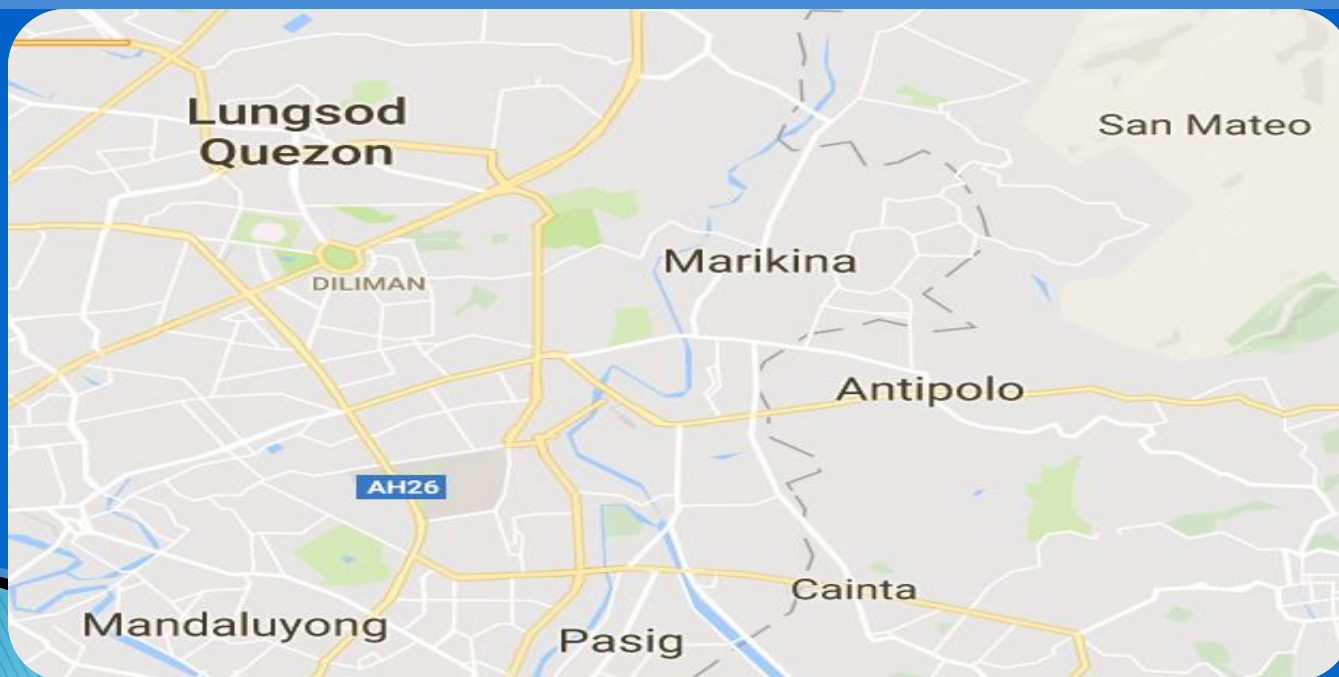 Lungsod
Quezon
San Mateo
Marikina
DILIMAN
Antipolo
AH26
Cainta
Mandaluyong
Pasig